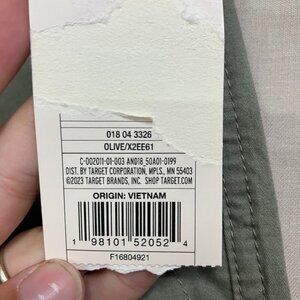 018 04 3326
OLIVE/X2EE61
C-002011-01-003 AN018_50A01-0199
DIST. BY TARGET CORPORATION, MPLS., MN 55403
©2023 TARGET BRANDS, INC. SHOP TARGET.COM
ORIGIN: VIETNAM
1 98101 52052 4
F16804921